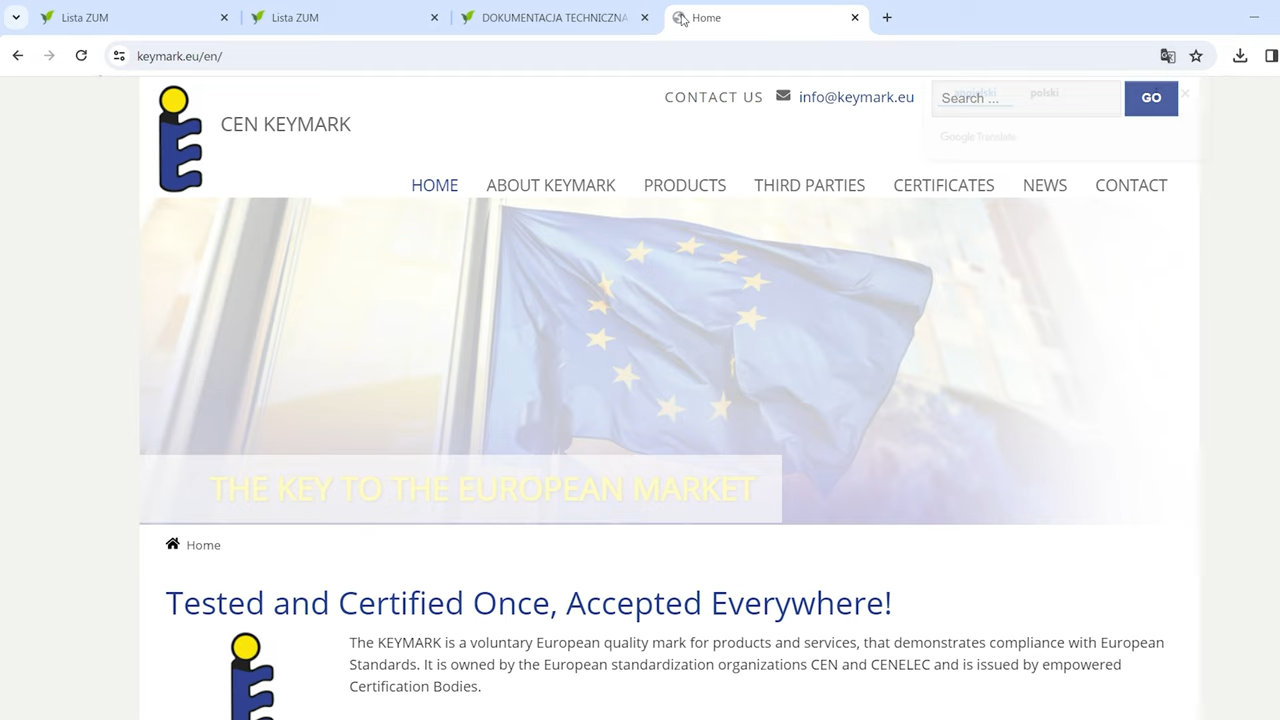 Lista ZUM
Lista ZUM
DOKUMENTACJA TECHNICZNA
Home
keymark.eu/en/
CEN KEYMARK
CONTACT US info@keymark.eu
Search ...
angielski polski
GO
Google Translate
HOME ABOUT KEYMARK PRODUCTS THIRD PARTIES CERTIFICATES NEWS CONTACT
THE KEY TO THE EUROPEAN MARKET
Home
Tested and Certified Once, Accepted Everywhere!
The KEYMARK is a voluntary European quality mark for products and services, that demonstrates compliance with European
Standards. It is owned by the European standardization organizations CEN and CENELEC and is issued by empowered
Certification Bodies.